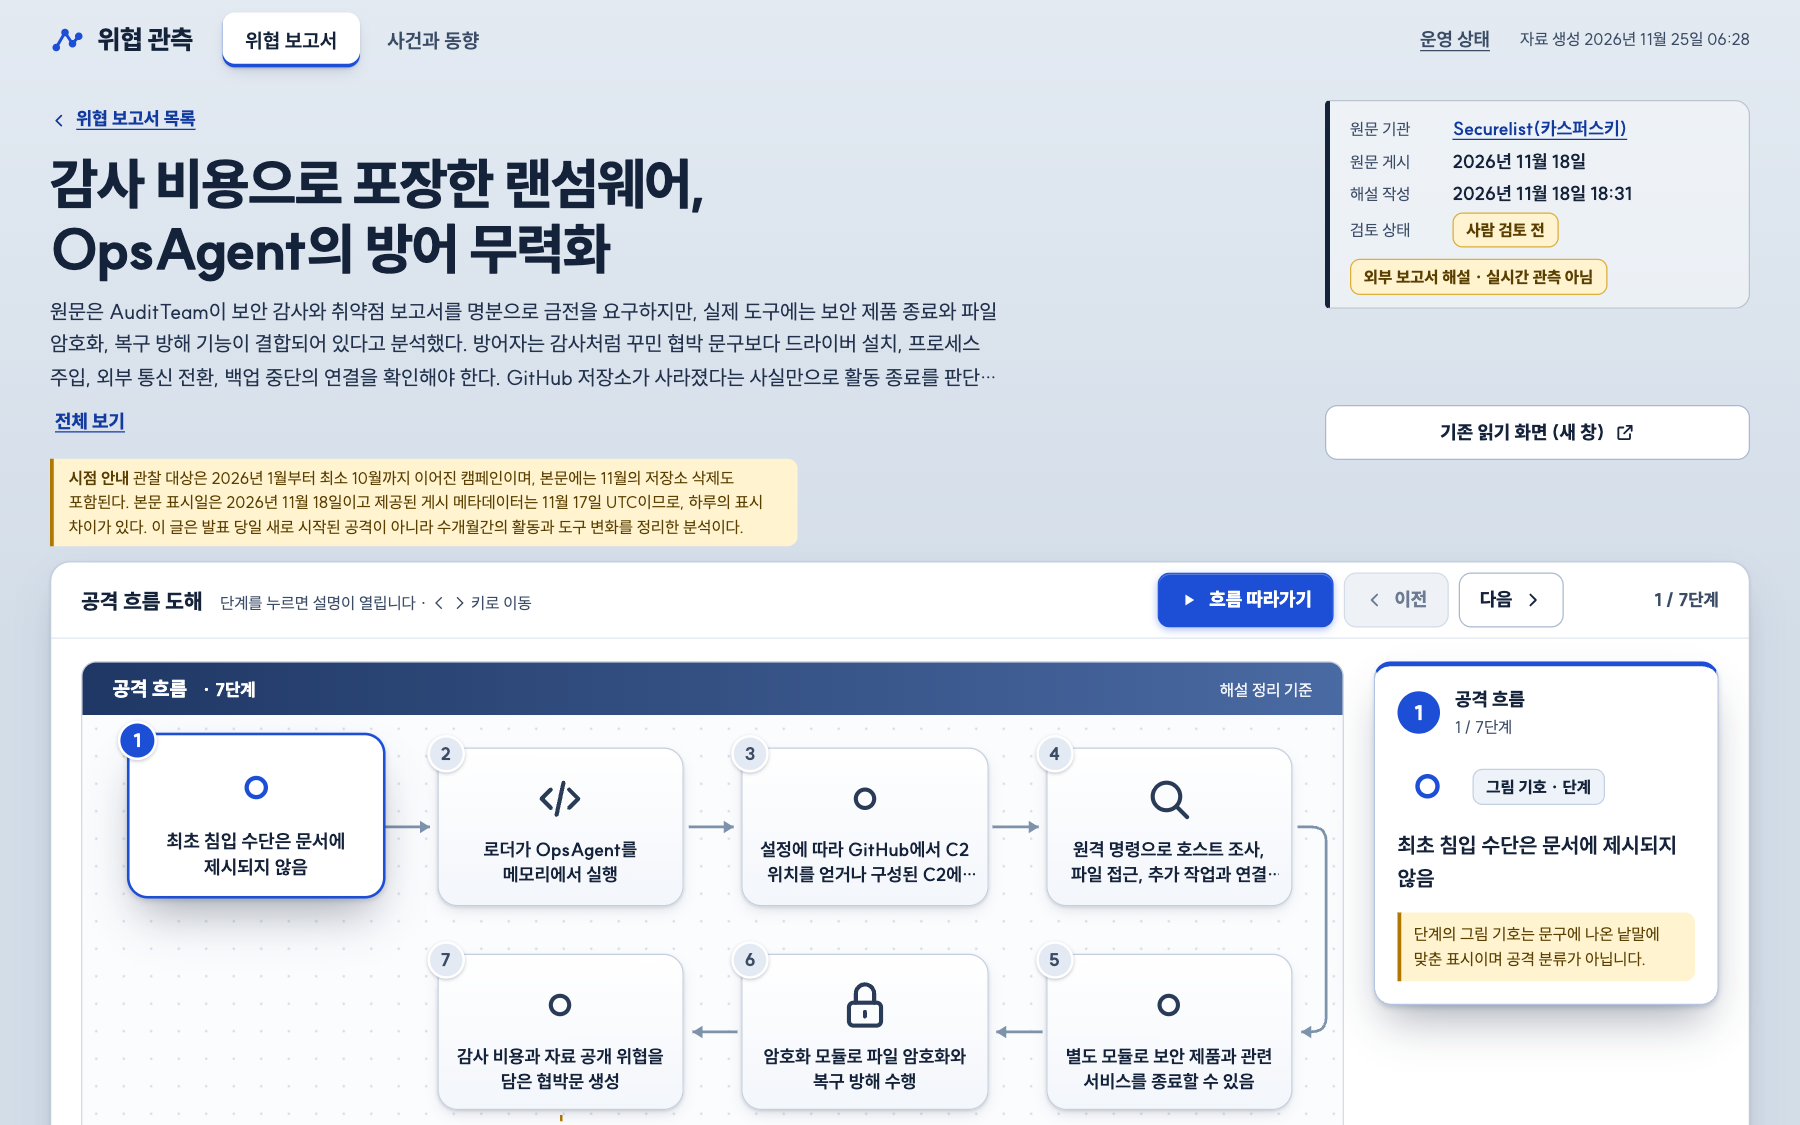 위협 관측
위협 보고서
사건과 동향
운영 상태
자료 생성 2026년 11월 25일 06:28
위협 보고서 목록
감사 비용으로 포장한 랜섬웨어,
OpsAgent의 방어 무력화
원문은 AuditTeam이 보안 감사와 취약점 보고서를 명분으로 금전을 요구하지만, 실제 도구에는 보안 제품 종료와 파일
암호화, 복구 방해 기능이 결합되어 있다고 분석했다. 방어자는 감사처럼 꾸민 협박 문구보다 드라이버 설치, 프로세스
주입, 외부 통신 전환, 백업 중단의 연결을 확인해야 한다. GitHub 저장소가 사라졌다는 사실만으로 활동 종료를 판단…
전체 보기
원문 기관 Securelist(카스퍼스키)
원문 게시 2026년 11월 18일
해설 작성 2026년 11월 18일 18:31
검토 상태 사람 검토 전
외부 보고서 해설 · 실시간 관측 아님
기존 읽기 화면 (새 창)
시점 안내 관찰 대상은 2026년 1월부터 최소 10월까지 이어진 캠페인이며, 본문에는 11월의 저장소 삭제도
포함된다. 본문 표시일은 2026년 11월 18일이고 제공된 게시 메타데이터는 11월 17일 UTC이므로, 하루의 표시
차이가 있다. 이 글은 발표 당일 새로 시작된 공격이 아니라 수개월간의 활동과 도구 변화를 정리한 분석이다.
공격 흐름 도해 단계를 누르면 설명이 열립니다 · < > 키로 이동
흐름 따라가기
이전
다음
1 / 7단계
공격 흐름 · 7단계
해설 정리 기준
1
최초 침입 수단은 문서에
제시되지 않음
2
로더가 OpsAgent를
메모리에서 실행
3
설정에 따라 GitHub에서 C2
위치를 얻거나 구성된 C2에…
4
원격 명령으로 호스트 조사,
파일 접근, 추가 작업과 연결…
7
감사 비용과 자료 공개 위협을
담은 협박문 생성
6
암호화 모듈로 파일 암호화와
복구 방해 수행
5
별도 모듈로 보안 제품과 관련
서비스를 종료할 수 있음
1
공격 흐름
1 / 7단계
그림 기호 · 단계
최초 침입 수단은 문서에 제시되지
않음
단계의 그림 기호는 문구에 나온 낱말에
맞춘 표시이며 공격 분류가 아닙니다.